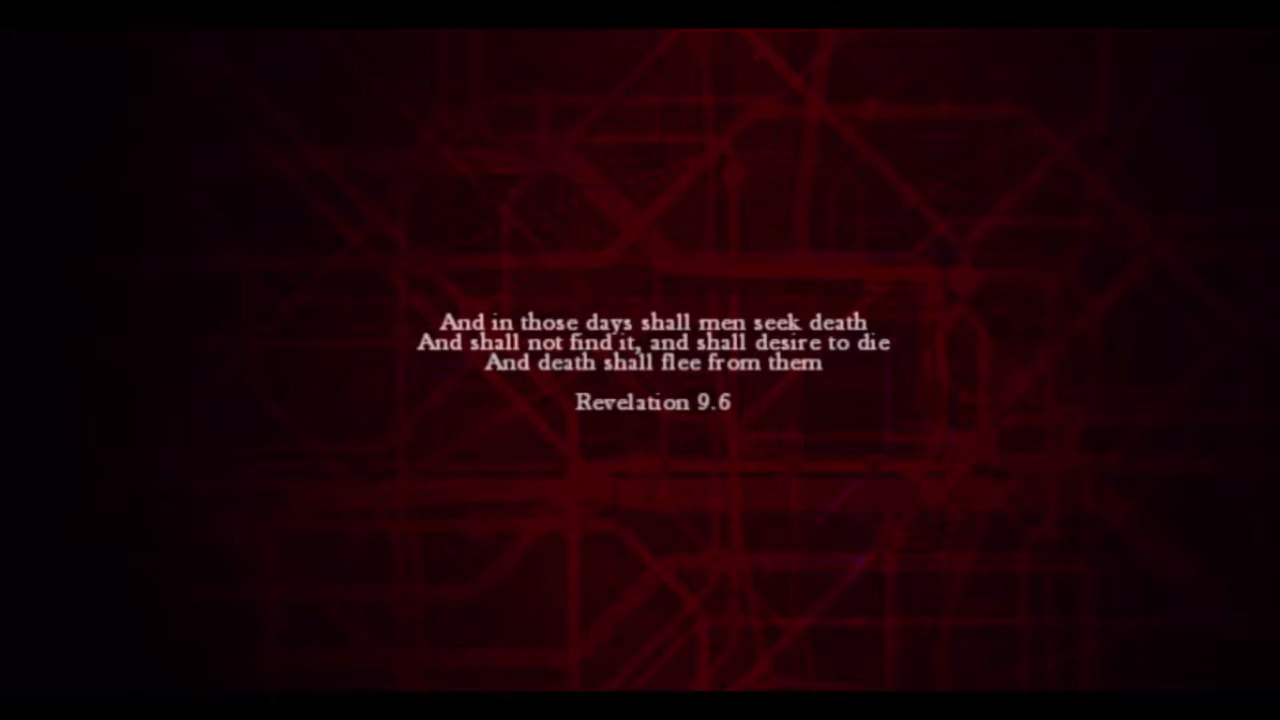 And in those days shall men seek death
And shall not find it, and shall desire to die
And death shall flee from them
Revelation 9.6